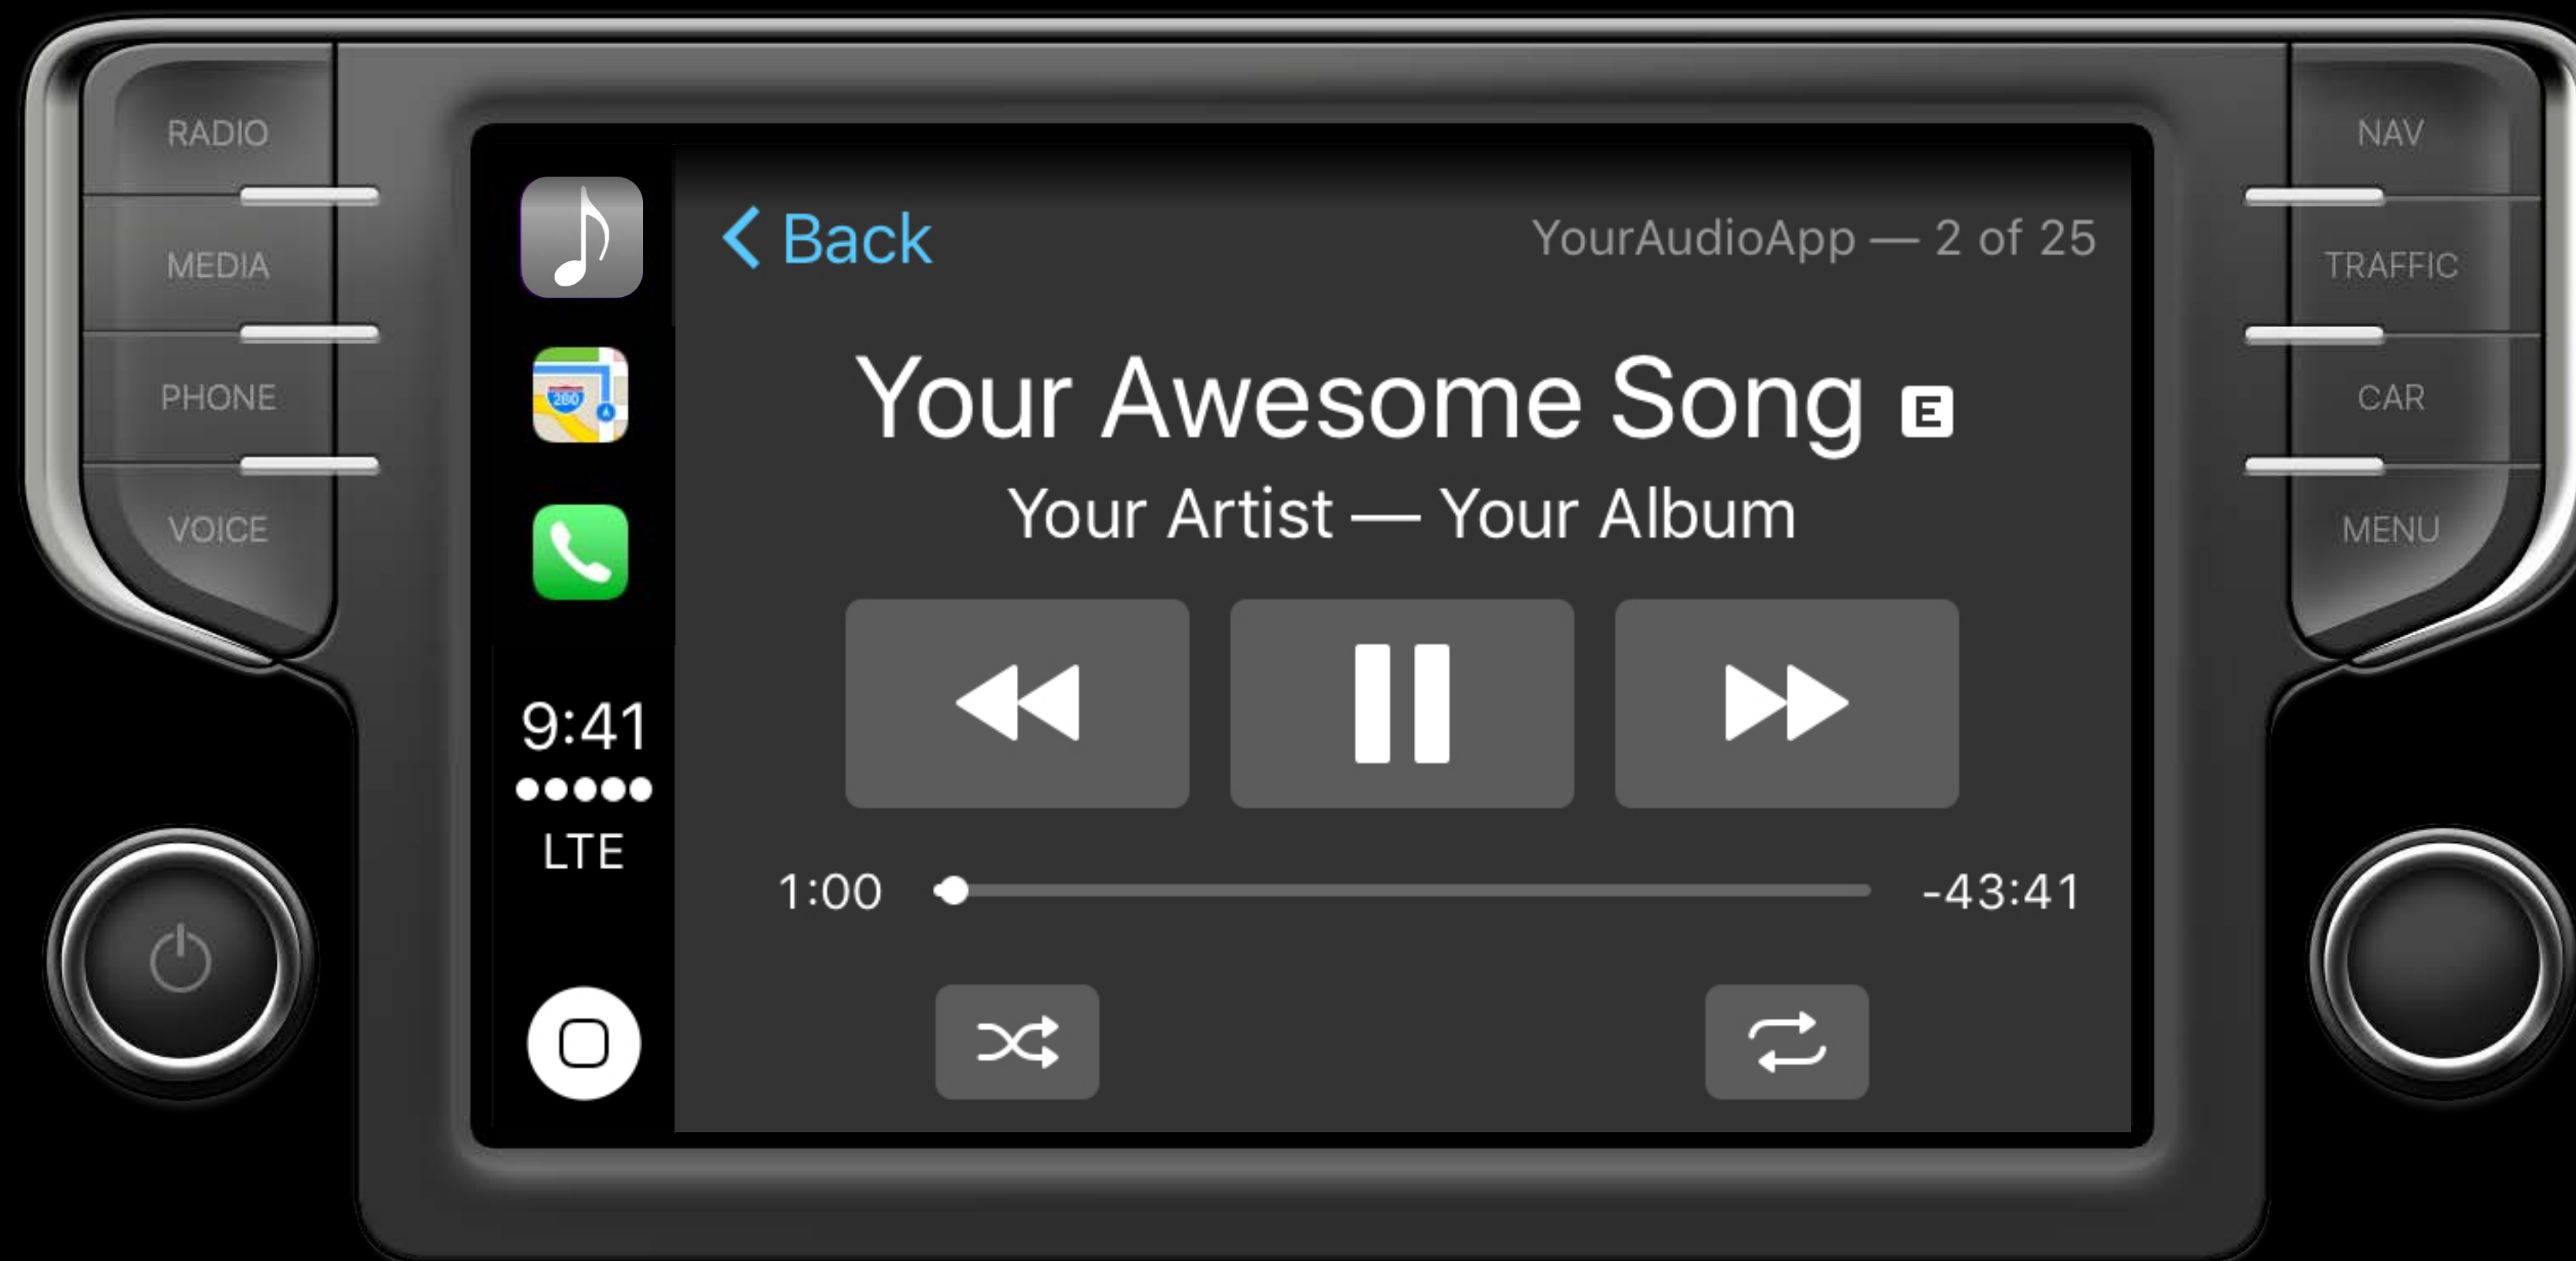 RADIO
MEDIA
PHONE
VOICE
280
9:41
LTE
Back
YourAudioApp — 2 of 25
Your Awesome Song E
Your Artist — Your Album
1:00
-43:41
NAV
TRAFFIC
CAR
MENU